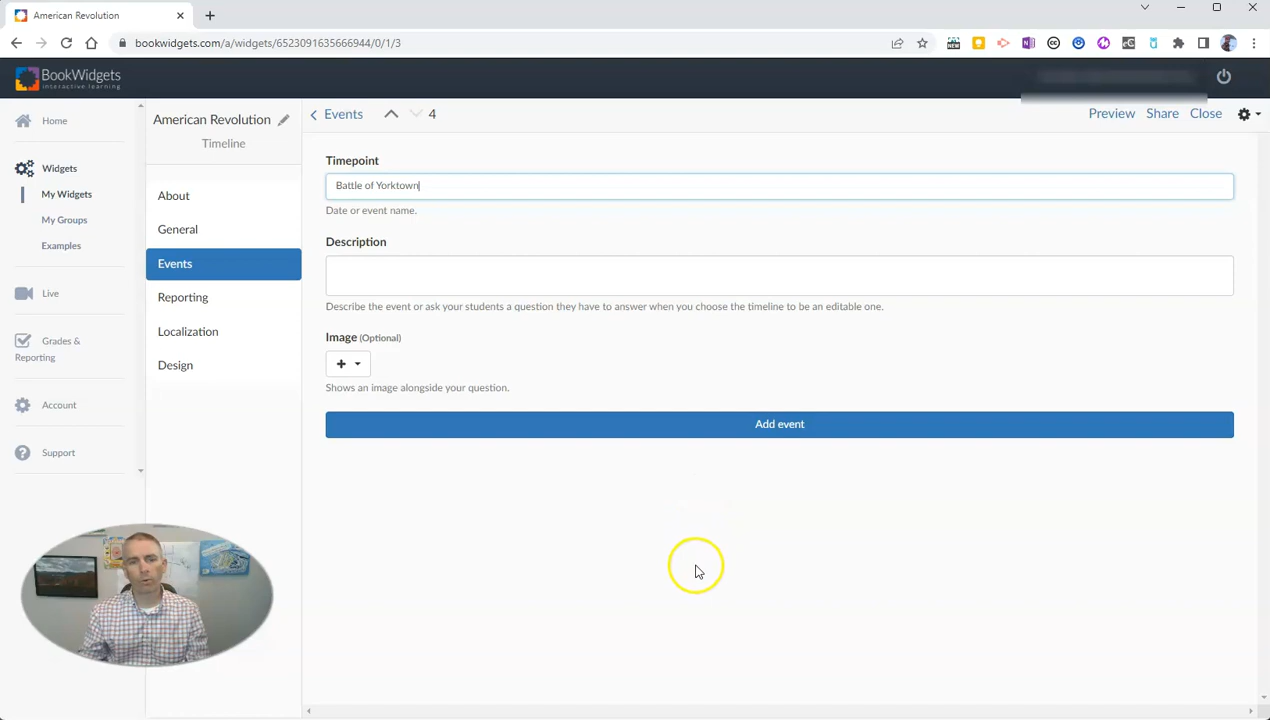 American Revolution
bookwidgets.com/a/widgets/6523091635666944/0/1/3
BookWidgets
interactive learning
Home
Widgets
My Widgets
My Groups
Examples
Live
Grades &
Reporting
Account
Support
American Revolution
Timeline
About
General
Events
Reporting
Localization
Design
Events
4
Preview
Share
Close
Timepoint
Battle of Yorktown
Date or event name.
Description
Describe the event or ask your students a question they have to answer when you choose the timeline to be an editable one.
Image (Optional)
Shows an image alongside your question.
Add event